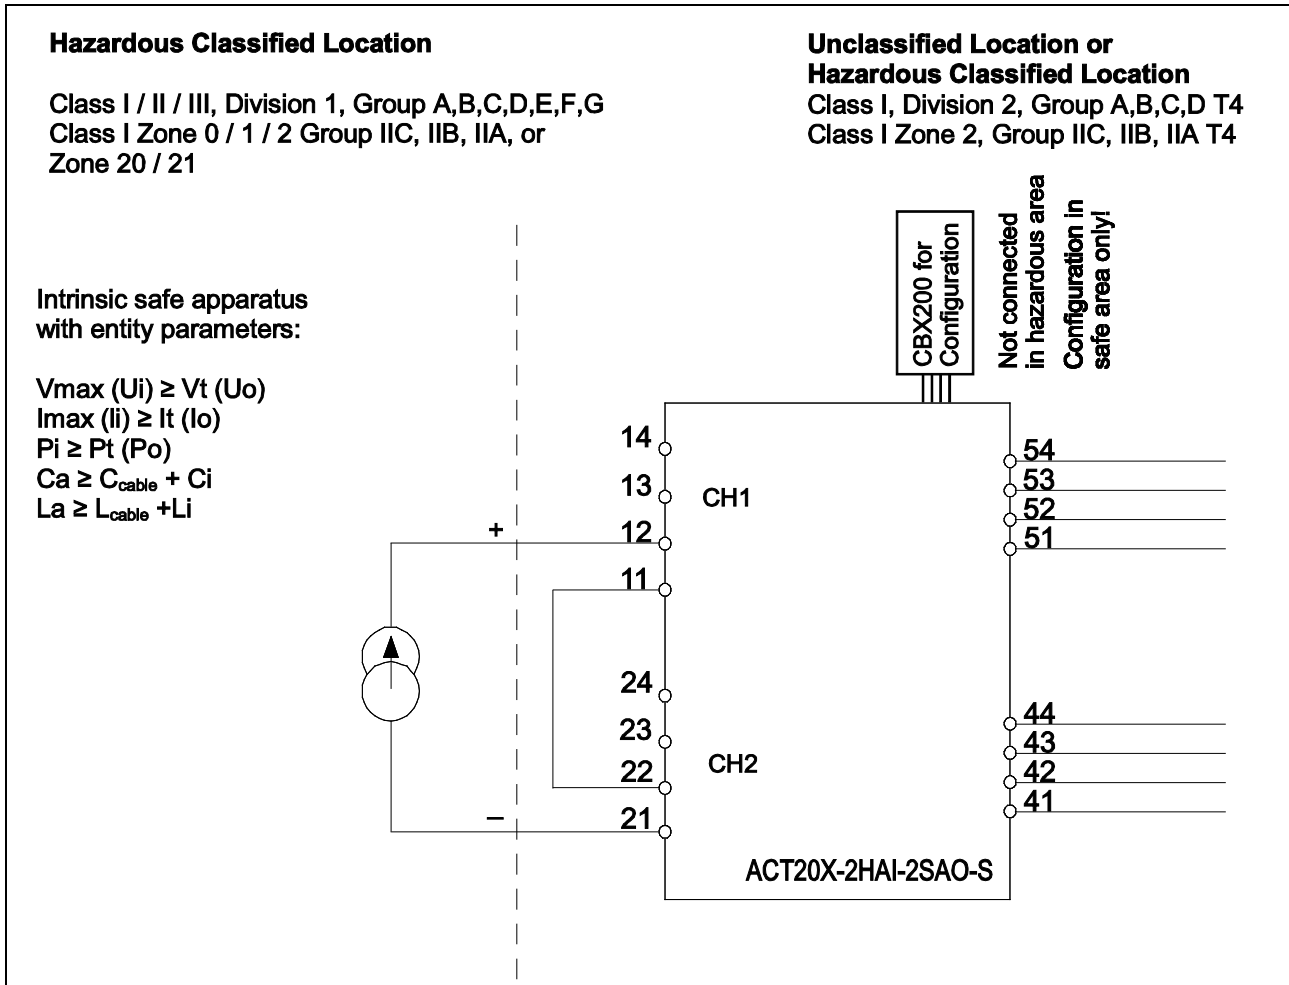 Hazardous Classified Location
Class I / II / III, Division 1, Group A,B,C,D,E,F,G
Class I Zone 0 / 1 / 2 Group IIC, IIB, IIA, or
Zone 20 / 21
Unclassified Location or
Hazardous Classified Location
Class I, Division 2, Group A,B,C,D T4
Class I Zone 2, Group IIC, IIB, IIA T4
CBX200 for
Configuration
Not connected
in hazardous area
Configuration in
safe area only!
Intrinsic safe apparatus
with entity parameters:
Vmax (Ui) ≥ Vt (Uo)
Imax (Ii) ≥ It (Io)
Pi ≥ Pt (Po)
Ca ≥ Ccable + Ci
La ≥ Lcable +Li
+
–
14
13
12
11
CH1
24
23
22
21
CH2
54
53
52
51
44
43
42
41
ACT20X-2HAI-2SAO-S